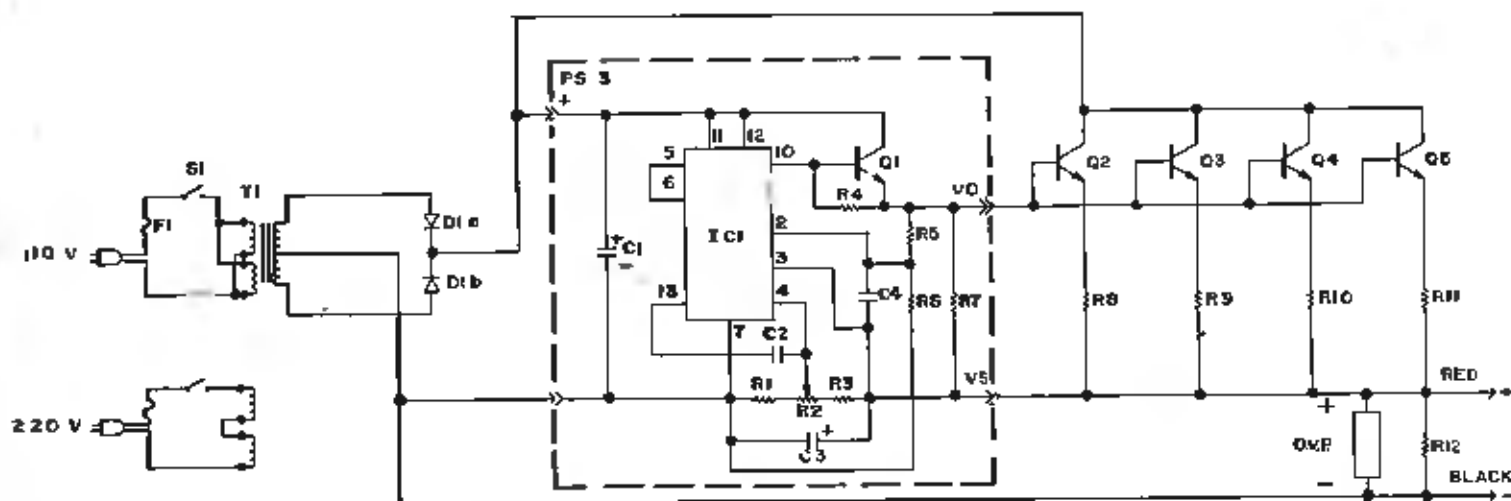 PS 3
+
11
12
S1
5
10
Q1
Q2
Q3
Q4
Q5
T1
6
R4
VO
F1
D1a
2
R5
110 V
IC1
+
C1
-
3
D1b
13
4
C4
R6
R7
R8
R9
R10
R11
7
C2
R1
R3
VS
RED
+
R2
+
220 V
+
C3
OVP
R12
-
BLACK